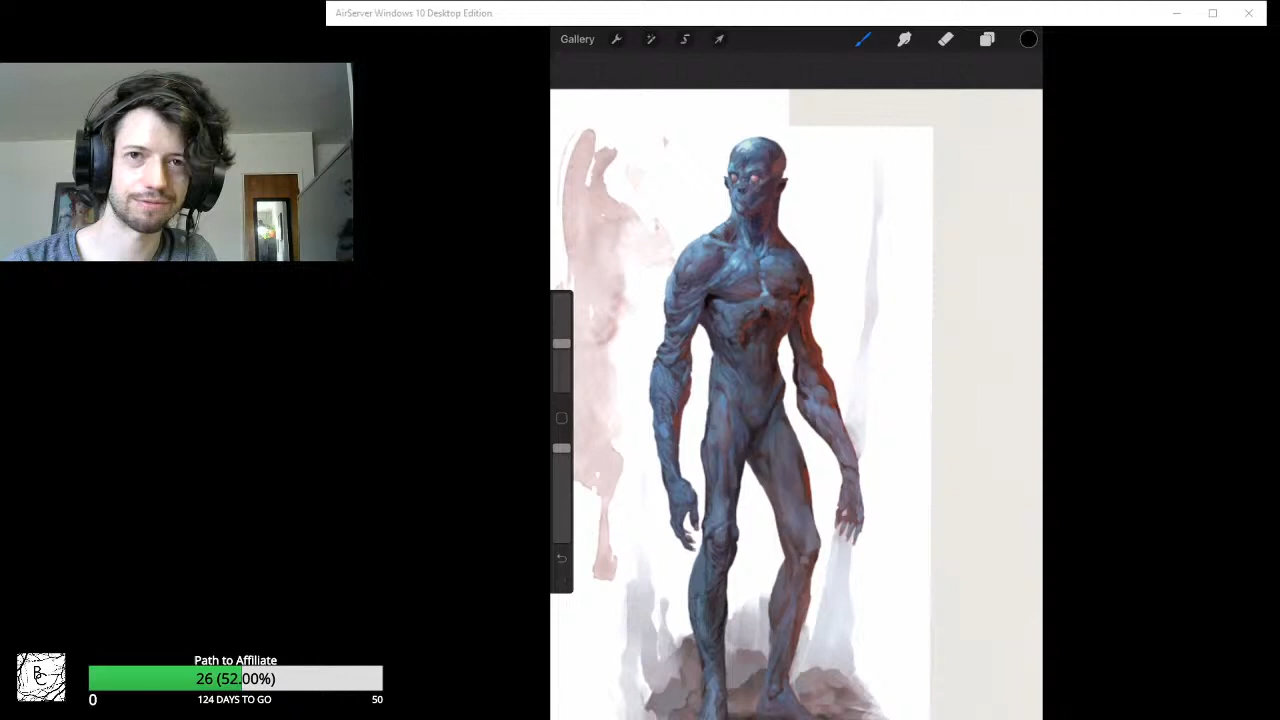 AirServer Windows 10 Desktop Edition
Gallery
Path to Affiliate
26 (52.00%)
0
124 DAYS TO GO
50